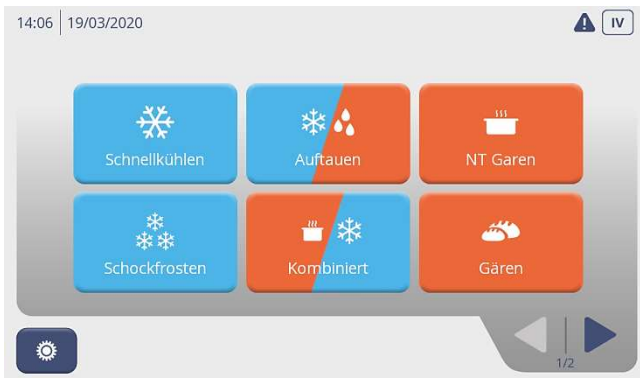 14:06 19/03/2020 IV
Schnellkühlen Auftauen NT Garen
Schockfrosten Kombiniert Gären
1/2